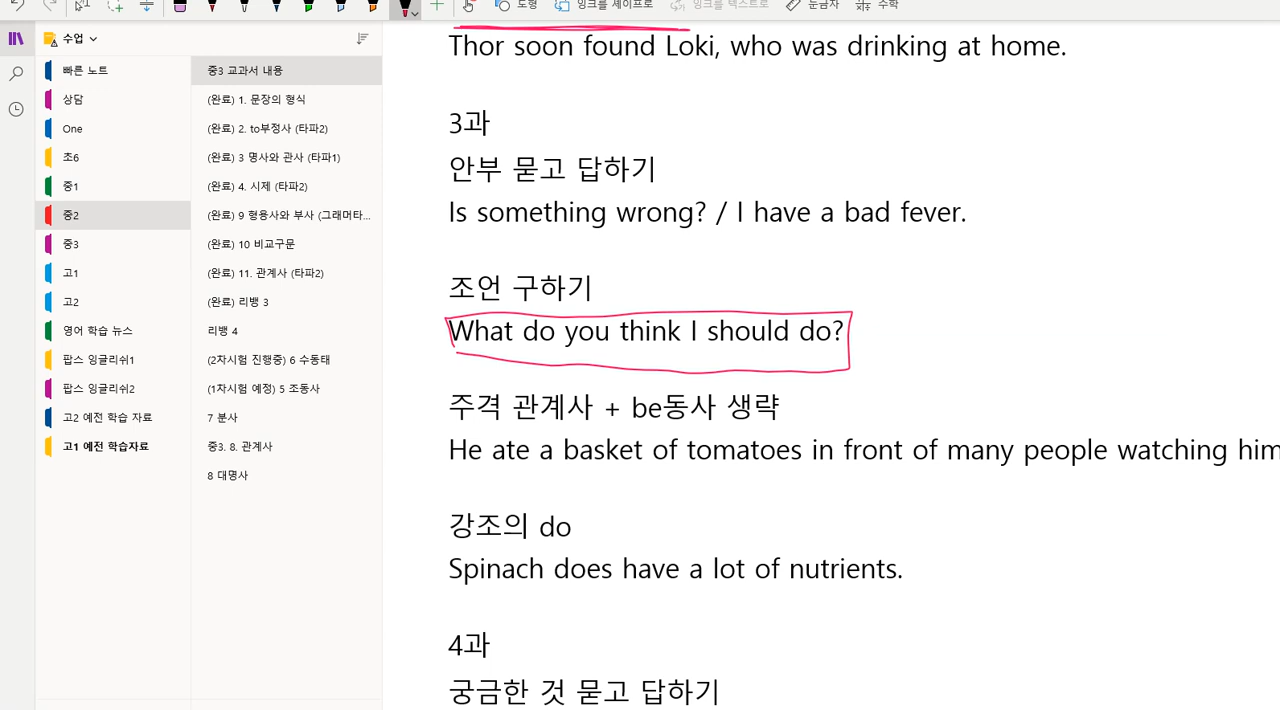 도형
잉크를 셰이프로
잉크를 텍스트로
눈금자
수학
수업
빠른 노트
상담
One
초6
중1
중2
중3
고1
고2
영어 학습 뉴스
팝스 잉글리쉬1
팝스 잉글리쉬2
고2 예전 학습 자료
고1 예전 학습자료
중3 교과서 내용
(완료) 1. 문장의 형식
(완료) 2. to부정사 (타파2)
(완료) 3 명사와 관사 (타파1)
(완료) 4. 시제 (타파2)
(완료) 9 형용사와 부사 (그래머타...
(완료) 10 비교구문
(완료) 11. 관계사 (타파2)
(완료) 리뱅 3
리뱅 4
(2차시험 진행중) 6 수동태
(1차시험 예정) 5 조동사
7 분사
중3. 8. 관계사
8 대명사
Thor soon found Loki, who was drinking at home.
3과
안부 묻고 답하기
Is something wrong? / I have a bad fever.
조언 구하기
What do you think I should do?
주격 관계사 + be동사 생략
He ate a basket of tomatoes in front of many people watching him
강조의 do
Spinach does have a lot of nutrients.
4과
궁금한 것 묻고 답하기